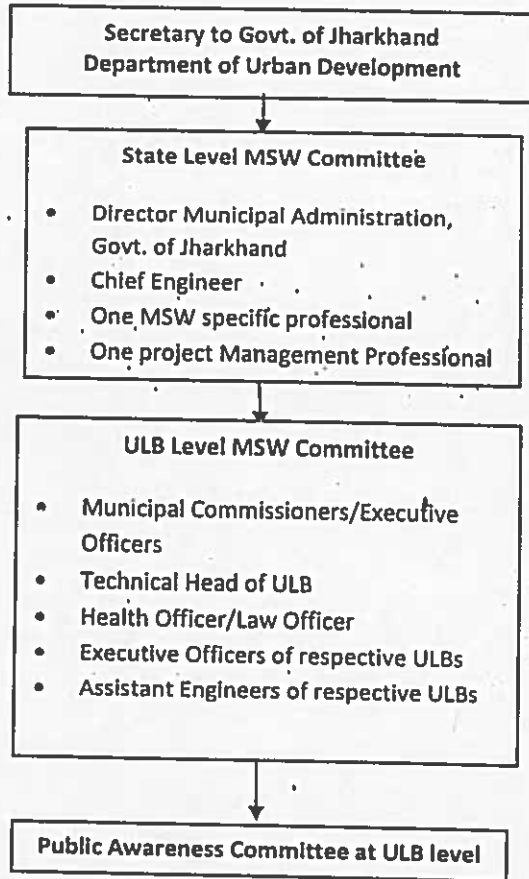 Secretary to Govt. of Jharkhand
Department of Urban Development
State Level MSW Committee
• Director Municipal Administration,
Govt. of Jharkhand
• Chief Engineer
• One MSW specific professional
• One project Management Professional
ULB Level MSW Committee
• Municipal Commissioners/Executive
Officers
• Technical Head of ULB
• Health Officer/Law Officer
• Executive Officers of respective ULBs
• Assistant Engineers of respective ULBs
Public Awareness Committee at ULB level